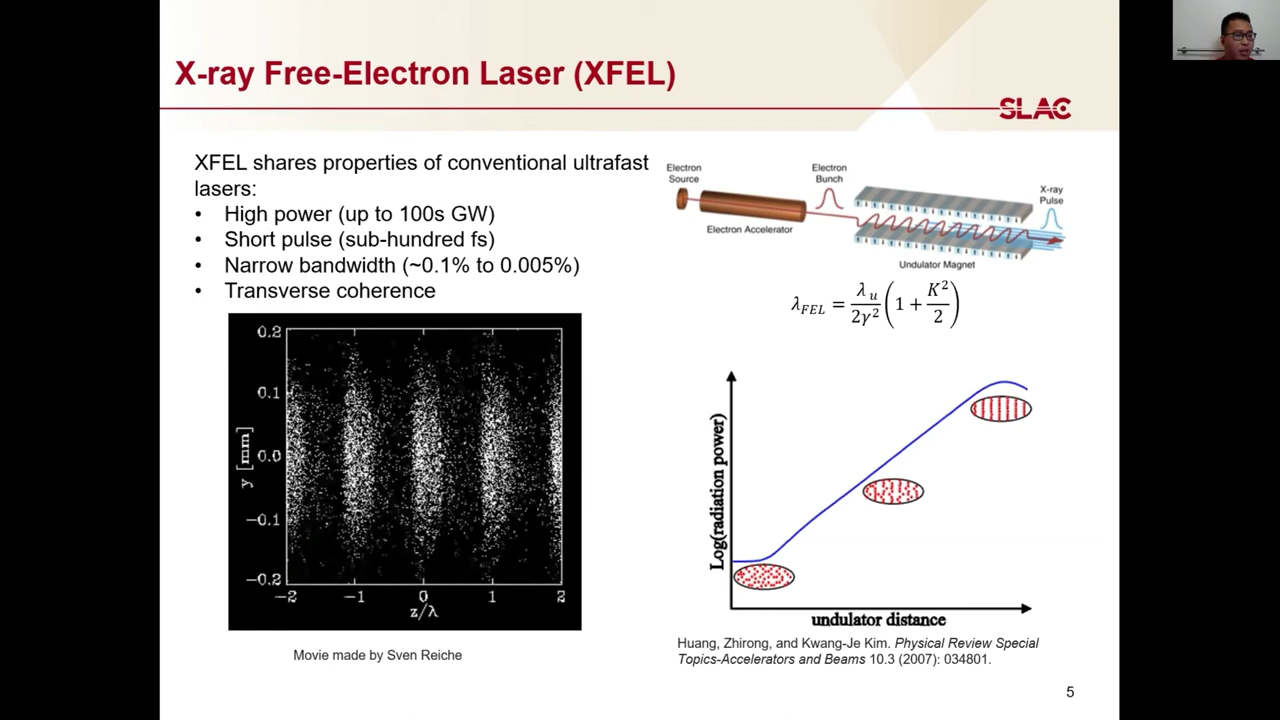 X-ray Free-Electron Laser (XFEL)
SLAC
XFEL shares properties of conventional ultrafast
lasers:
• High power (up to 100s GW)
• Short pulse (sub-hundred fs)
• Narrow bandwidth (~0.1% to 0.005%)
• Transverse coherence
0.2
0.1
0.0
−0.1
−0.2
y [mm]
−2 −1 0 1 2
z/λ
Movie made by Sven Reiche
Electron
Source
Electron
Bunch
X-ray
Pulse
Electron Accelerator
Undulator Magnet
λ_FEL = λ_u/2γ² (1 + K²/2)
Log(radiation power)
undulator distance
Huang, Zhirong, and Kwang-Je Kim. Physical Review Special
Topics-Accelerators and Beams 10.3 (2007): 034801.
5